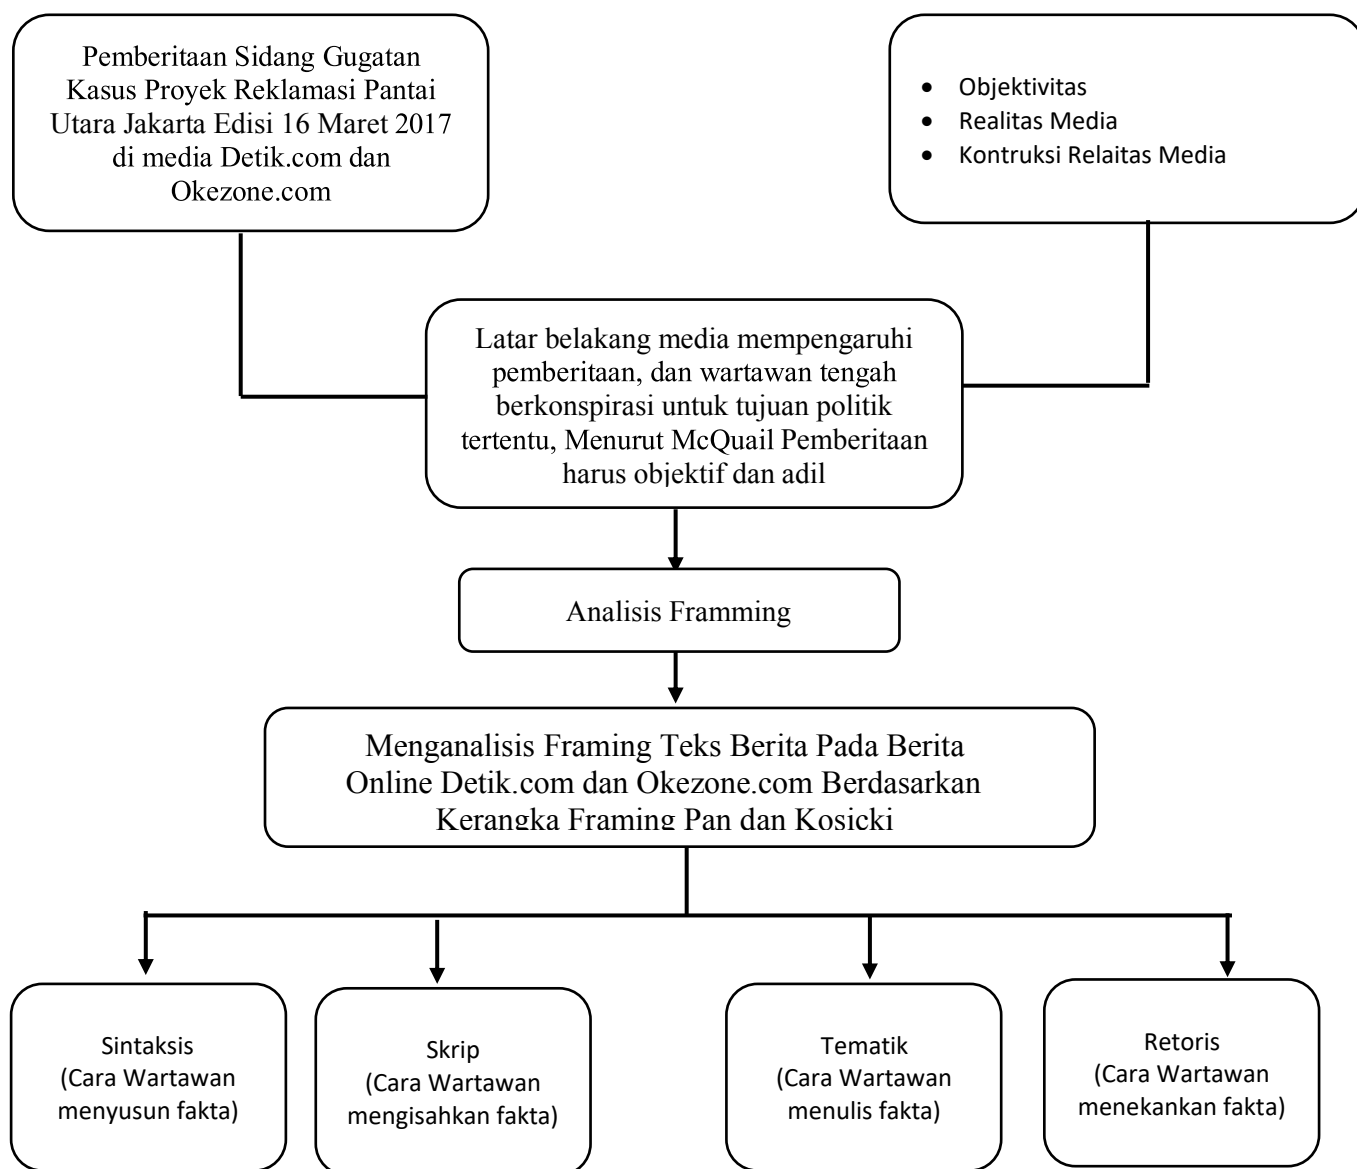 Pemberitaan Sidang Gugatan
Kasus Proyek Reklamasi Pantai
Utara Jakarta Edisi 16 Maret 2017
di media Detik.com dan
Okezone.com
• Objektivitas
• Realitas Media
• Kontruksi Relaitas Media
Latar belakang media mempengaruhi
pemberitaan, dan wartawan tengah
berkonspirasi untuk tujuan politik
tertentu, Menurut McQuail Pemberitaan
harus objektif dan adil
Analisis Framming
Menganalisis Framing Teks Berita Pada Berita
Online Detik.com dan Okezone.com Berdasarkan
Kerangka Framing Pan dan Kosicki
Sintaksis
(Cara Wartawan
menyusun fakta)
Skrip
(Cara Wartawan
mengisahkan fakta)
Tematik
(Cara Wartawan
menulis fakta)
Retoris
(Cara Wartawan
menekankan fakta)